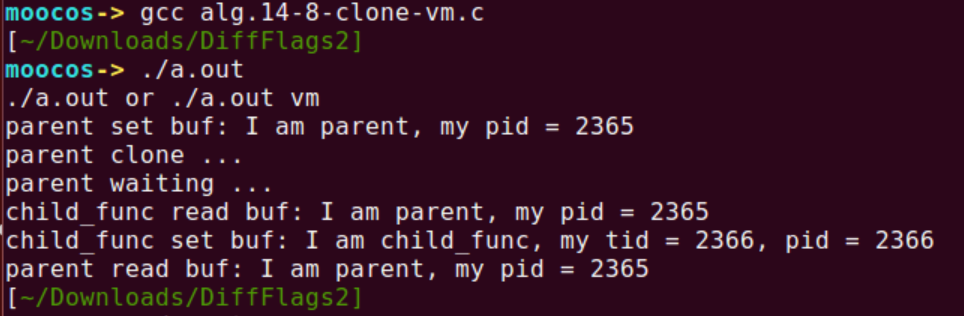 moocos-> gcc alg.14-8-clone-vm.c
[~/Downloads/DiffFlags2]
moocos-> ./a.out
./a.out or ./a.out vm
parent set buf: I am parent, my pid = 2365
parent clone ...
parent waiting ...
child_func read buf: I am parent, my pid = 2365
child_func set buf: I am child_func, my tid = 2366, pid = 2366
parent read buf: I am parent, my pid = 2365
[~/Downloads/DiffFlags2]